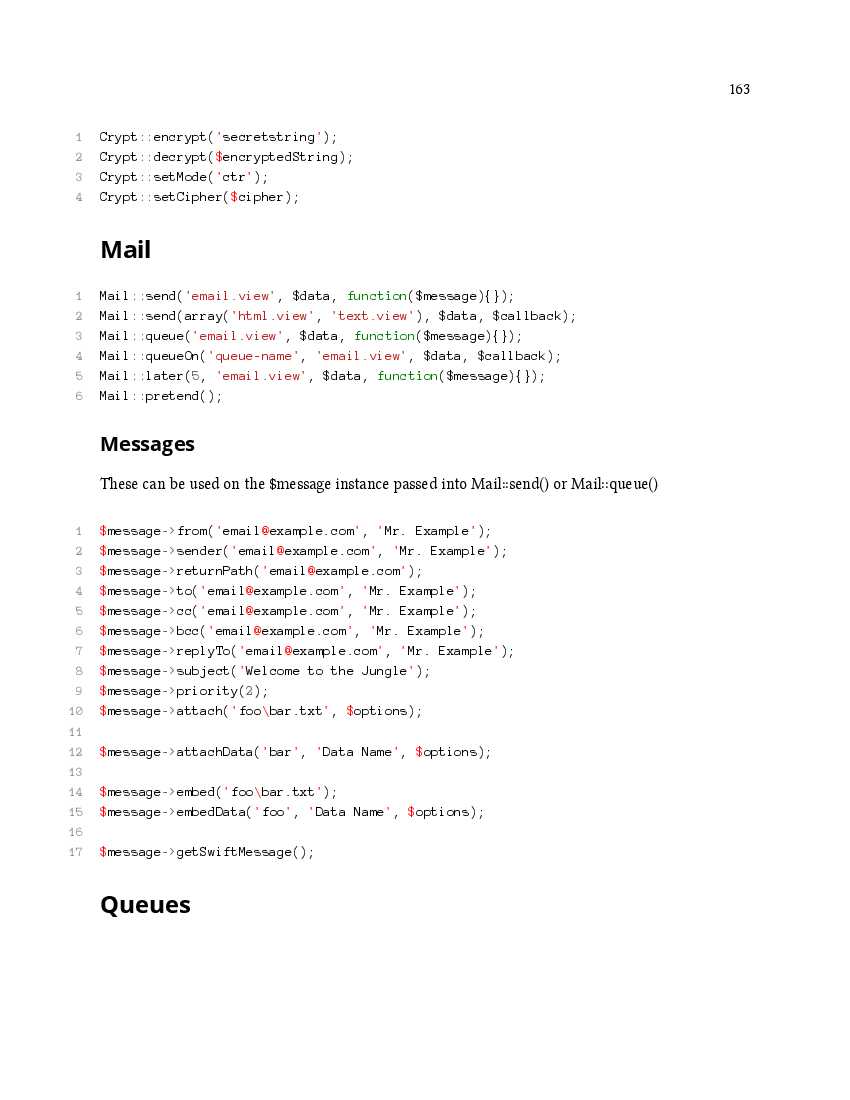 163
1 Crypt::encrypt('secretstring');
2 Crypt::decrypt($encryptedString);
3 Crypt::setMode('ctr');
4 Crypt::setCipher($cipher);
Mail
1 Mail::send('email.view', $data, function($message){});
2 Mail::send(array('html.view', 'text.view'), $data, $callback);
3 Mail::queue('email.view', $data, function($message){});
4 Mail::queueOn('queue-name', 'email.view', $data, $callback);
5 Mail::later(5, 'email.view', $data, function($message){});
6 Mail::pretend();
Messages
These can be used on the $message instance passed into Mail::send() or Mail::queue()
1 $message->from('email@example.com', 'Mr. Example');
2 $message->sender('email@example.com', 'Mr. Example');
3 $message->returnPath('email@example.com');
4 $message->to('email@example.com', 'Mr. Example');
5 $message->cc('email@example.com', 'Mr. Example');
6 $message->bcc('email@example.com', 'Mr. Example');
7 $message->replyTo('email@example.com', 'Mr. Example');
8 $message->subject('Welcome to the Jungle');
9 $message->priority(2);
10 $message->attach('foo\bar.txt', $options);
11
12 $message->attachData('bar', 'Data Name', $options);
13
14 $message->embed('foo\bar.txt');
15 $message->embedData('foo', 'Data Name', $options);
16
17 $message->getSwiftMessage();
Queues